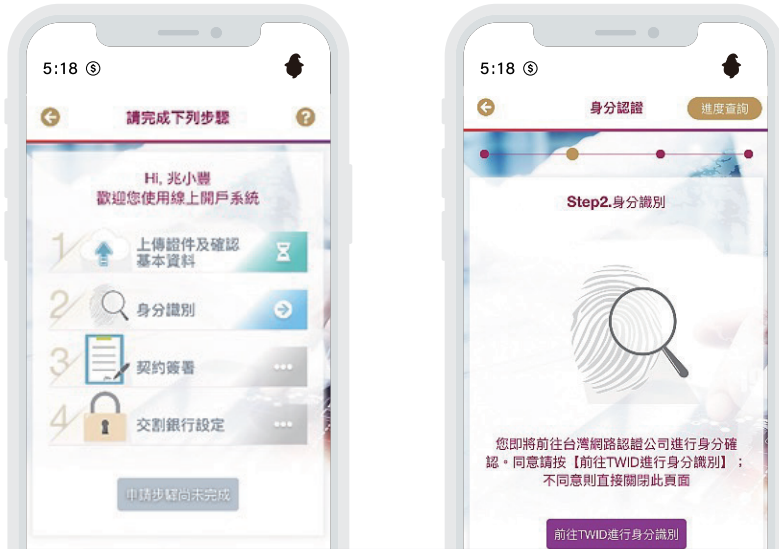 5:18
請完成下列步驟
?
Hi, 兆小豐
歡迎您使用線上開戶系統
1
上傳證件及確認
基本資料
2
身分識別
3
契約簽署
4
交割銀行設定
申請步驟尚未完成
5:18
身分認證
進度查詢
Step2.身分識別
您即將前往台灣網路認證公司進行身分確
認。同意請按【前往TWID進行身分識別】；
不同意則直接關閉此頁面
前往TWID進行身分識別